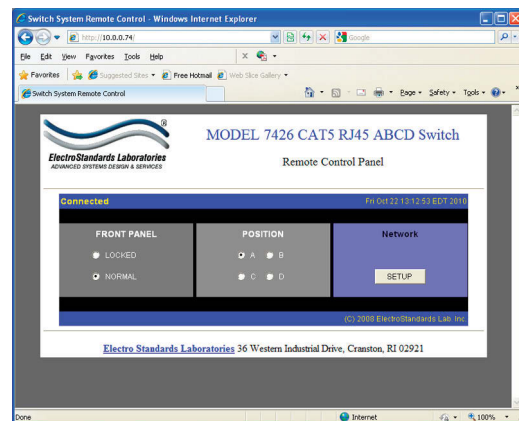 Switch System Remote Control - Windows Internet Explorer
http://10.0.0.74/
Google
File Edit View Favorites Tools Help
Favorites Suggested Sites Free Hotmail Web Slice Gallery
Switch System Remote Control
Page Safety Tools
®
ElectroStandards Laboratories
ADVANCED SYSTEMS DESIGN & SERVICES
MODEL 7426 CAT5 RJ45 ABCD Switch
Remote Control Panel
Connected Fri Oct 22 13:12:53 EDT 2010
FRONT PANEL
LOCKED
NORMAL
POSITION
A B
C D
Network
SETUP
(C) 2008 ElectroStandards Lab. Inc.
Electro Standards Laboratories 36 Western Industrial Drive, Cranston, RI 02921
Done Internet 100%